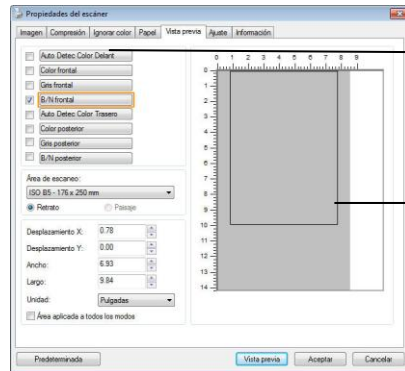 Propiedades del escáner
Imagen Compresión Ignorar color Papel Vista previa Ajuste Información
Auto Detec Color Delant
Color frontal
Gris frontal
B/N frontal
Auto Detec Color Trasero
Color posterior
Gris posterior
B/N posterior
Área de escaneo:
ISO B5 - 176 x 250 mm
Retrato Paisaje
Desplazamiento X: 0.78
Desplazamiento Y: 0.00
Ancho: 6.93
Largo: 9.84
Unidad: Pulgadas
Área aplicada a todos los modos
0 1 2 3 4 5 6 7 8 9
0
1
2
3
4
5
6
7
8
9
10
11
12
13
14
Predeterminada Vista previa Aceptar Cancelar